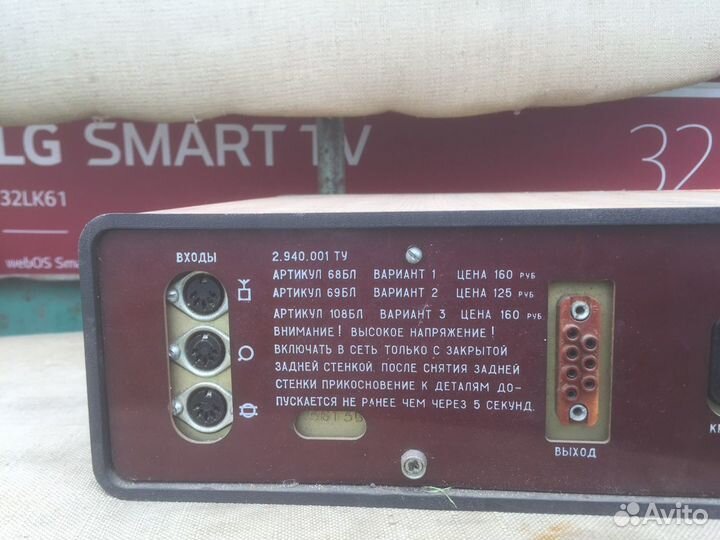 LG SMART TV
32
32LK61
webOS Sma
ВХОДЫ
2.940.001 ТУ
АРТИКУЛ 68БЛ ВАРИАНТ 1 ЦЕНА 160 РУБ
АРТИКУЛ 69БЛ ВАРИАНТ 2 ЦЕНА 125 РУБ
АРТИКУЛ 108БЛ ВАРИАНТ 3 ЦЕНА 160 РУБ
ВНИМАНИЕ! ВЫСОКОЕ НАПРЯЖЕНИЕ!
ВКЛЮЧАТЬ В СЕТЬ ТОЛЬКО С ЗАКРЫТОЙ
ЗАДНЕЙ СТЕНКОЙ. ПОСЛЕ СНЯТИЯ ЗАДНЕЙ
СТЕНКИ ПРИКОСНОВЕНИЕ К ДЕТАЛЯМ ДО-
ПУСКАЕТСЯ НЕ РАНЕЕ ЧЕМ ЧЕРЕЗ 5 СЕКУНД.
ВЫХОД
Avito